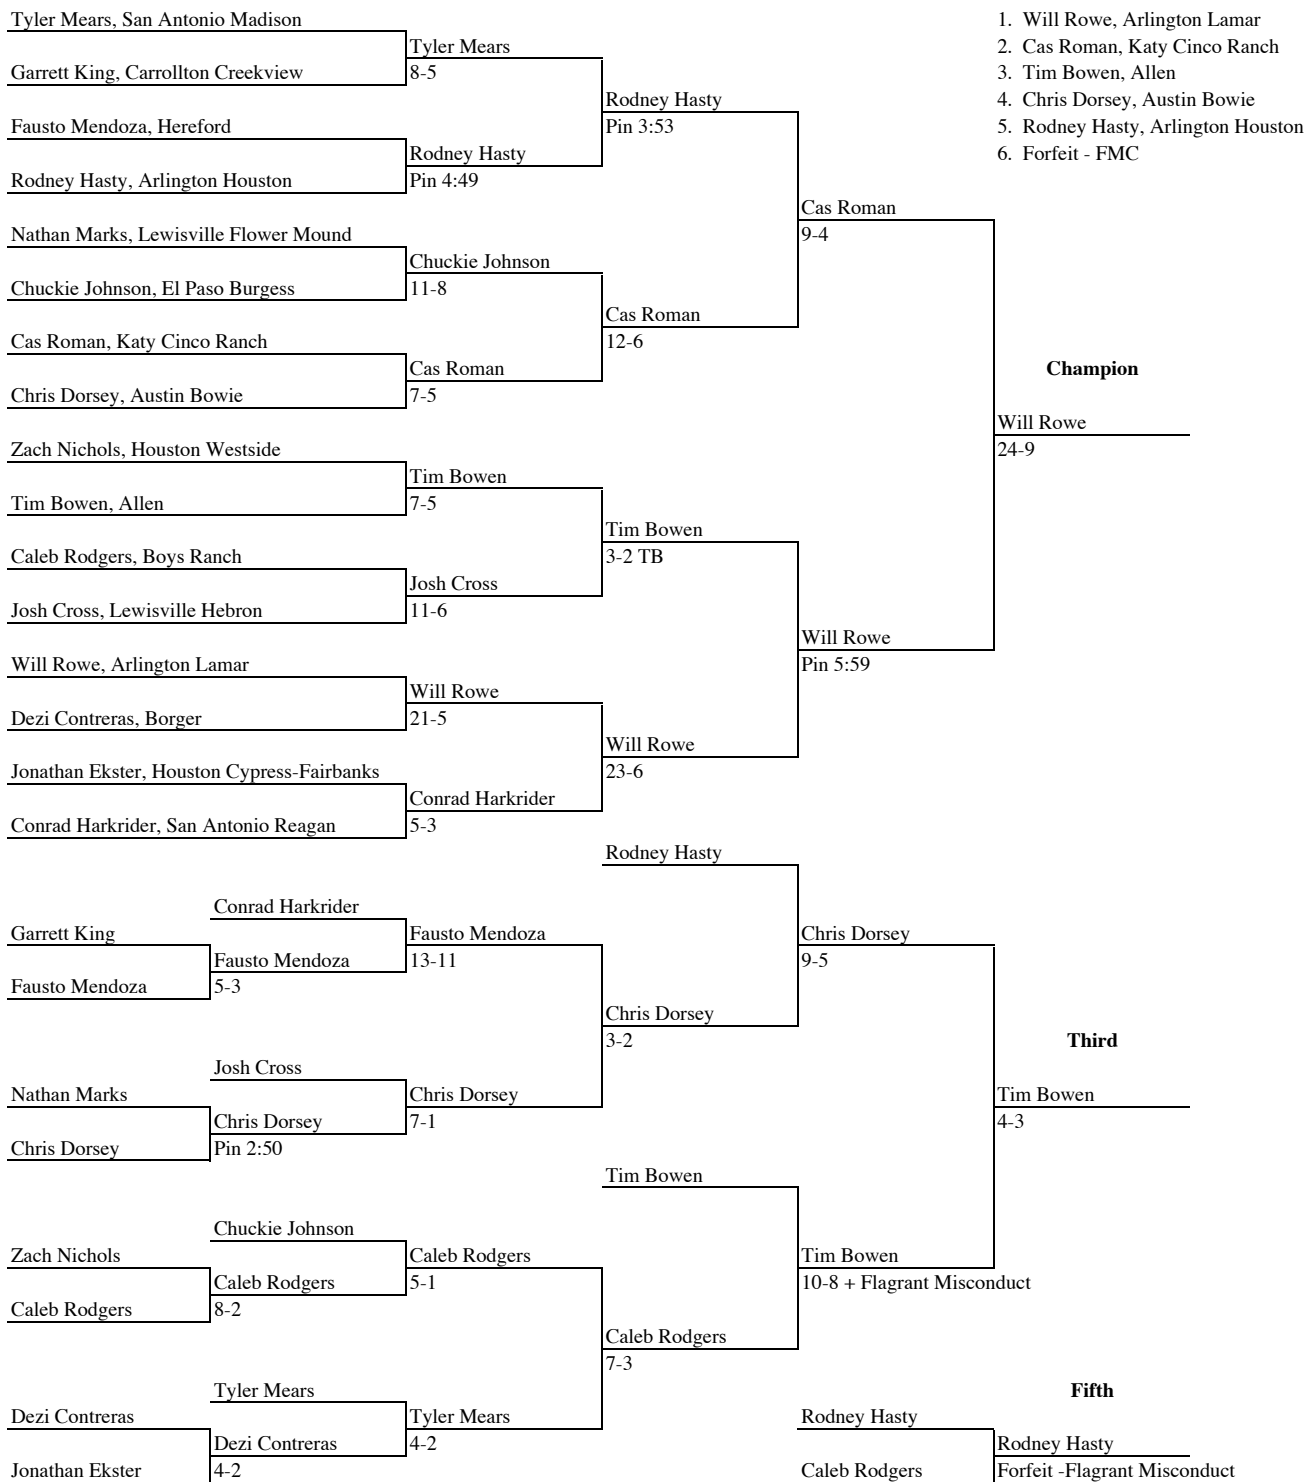 Tyler Mears, San Antonio Madison
1. Will Rowe, Arlington Lamar
Tyler Mears
2. Cas Roman, Katy Cinco Ranch
Garrett King, Carrollton Creekview
8-5
3. Tim Bowen, Allen
Rodney Hasty
4. Chris Dorsey, Austin Bowie
Fausto Mendoza, Hereford
Pin 3:53
5. Rodney Hasty, Arlington Houston
Rodney Hasty
6. Forfeit - FMC
Rodney Hasty, Arlington Houston
Pin 4:49
Cas Roman
Nathan Marks, Lewisville Flower Mound
9-4
Chuckie Johnson
Chuckie Johnson, El Paso Burgess
11-8
Cas Roman
Cas Roman, Katy Cinco Ranch
12-6
Cas Roman
Champion
Chris Dorsey, Austin Bowie
7-5
Will Rowe
Zach Nichols, Houston Westside
24-9
Tim Bowen
Tim Bowen, Allen
7-5
Tim Bowen
Caleb Rodgers, Boys Ranch
3-2 TB
Josh Cross
Josh Cross, Lewisville Hebron
11-6
Will Rowe
Will Rowe, Arlington Lamar
Pin 5:59
Will Rowe
Dezi Contreras, Borger
21-5
Will Rowe
Jonathan Ekster, Houston Cypress-Fairbanks
23-6
Conrad Harkrider
Conrad Harkrider, San Antonio Reagan
5-3
Rodney Hasty
Conrad Harkrider
Garrett King
Fausto Mendoza
Chris Dorsey
Fausto Mendoza
13-11
9-5
Fausto Mendoza
5-3
Chris Dorsey
3-2
Third
Josh Cross
Nathan Marks
Chris Dorsey
Tim Bowen
Chris Dorsey
7-1
4-3
Chris Dorsey
Pin 2:50
Tim Bowen
Chuckie Johnson
Zach Nichols
Caleb Rodgers
Tim Bowen
Caleb Rodgers
5-1
10-8 + Flagrant Misconduct
Caleb Rodgers
8-2
Caleb Rodgers
7-3
Tyler Mears
Fifth
Dezi Contreras
Tyler Mears
Rodney Hasty
Dezi Contreras
4-2
Rodney Hasty
Jonathan Ekster
4-2
Caleb Rodgers
Forfeit -Flagrant Misconduct